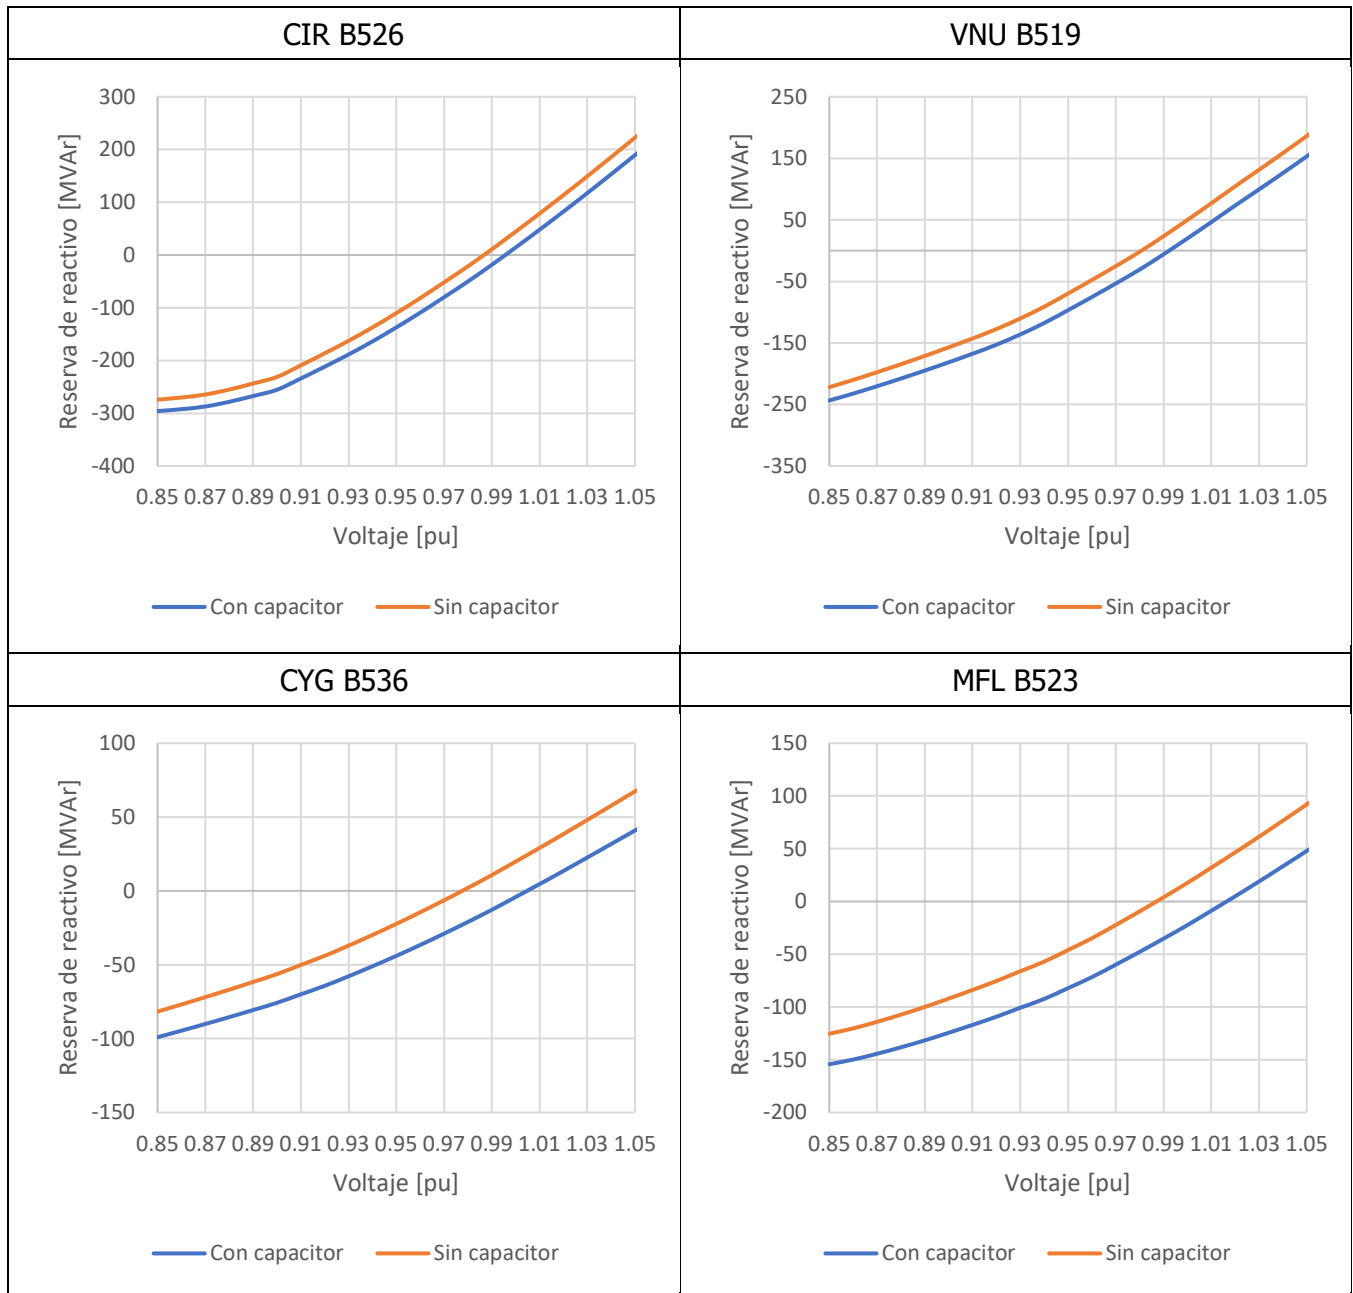 CIR B526
VNU B519
Reserva de reactivo [MVAr]
300
200
100
0
-100
-200
-300
-400
0.85 0.87 0.89 0.91 0.93 0.95 0.97 0.99 1.01 1.03 1.05
Voltaje [pu]
Con capacitor Sin capacitor
Reserva de reactivo [MVAr]
250
150
50
-50
-150
-250
-350
0.85 0.87 0.89 0.91 0.93 0.95 0.97 0.99 1.01 1.03 1.05
Voltaje [pu]
Con capacitor Sin capacitor
CYG B536
MFL B523
Reserva de reactivo [MVAr]
100
50
0
-50
-100
-150
0.85 0.87 0.89 0.91 0.93 0.95 0.97 0.99 1.01 1.03 1.05
Voltaje [pu]
Con capacitor Sin capacitor
Reserva de reactivo [MVAr]
150
100
50
0
-50
-100
-150
-200
0.85 0.87 0.89 0.91 0.93 0.95 0.97 0.99 1.01 1.03 1.05
Voltaje [pu]
Con capacitor Sin capacitor